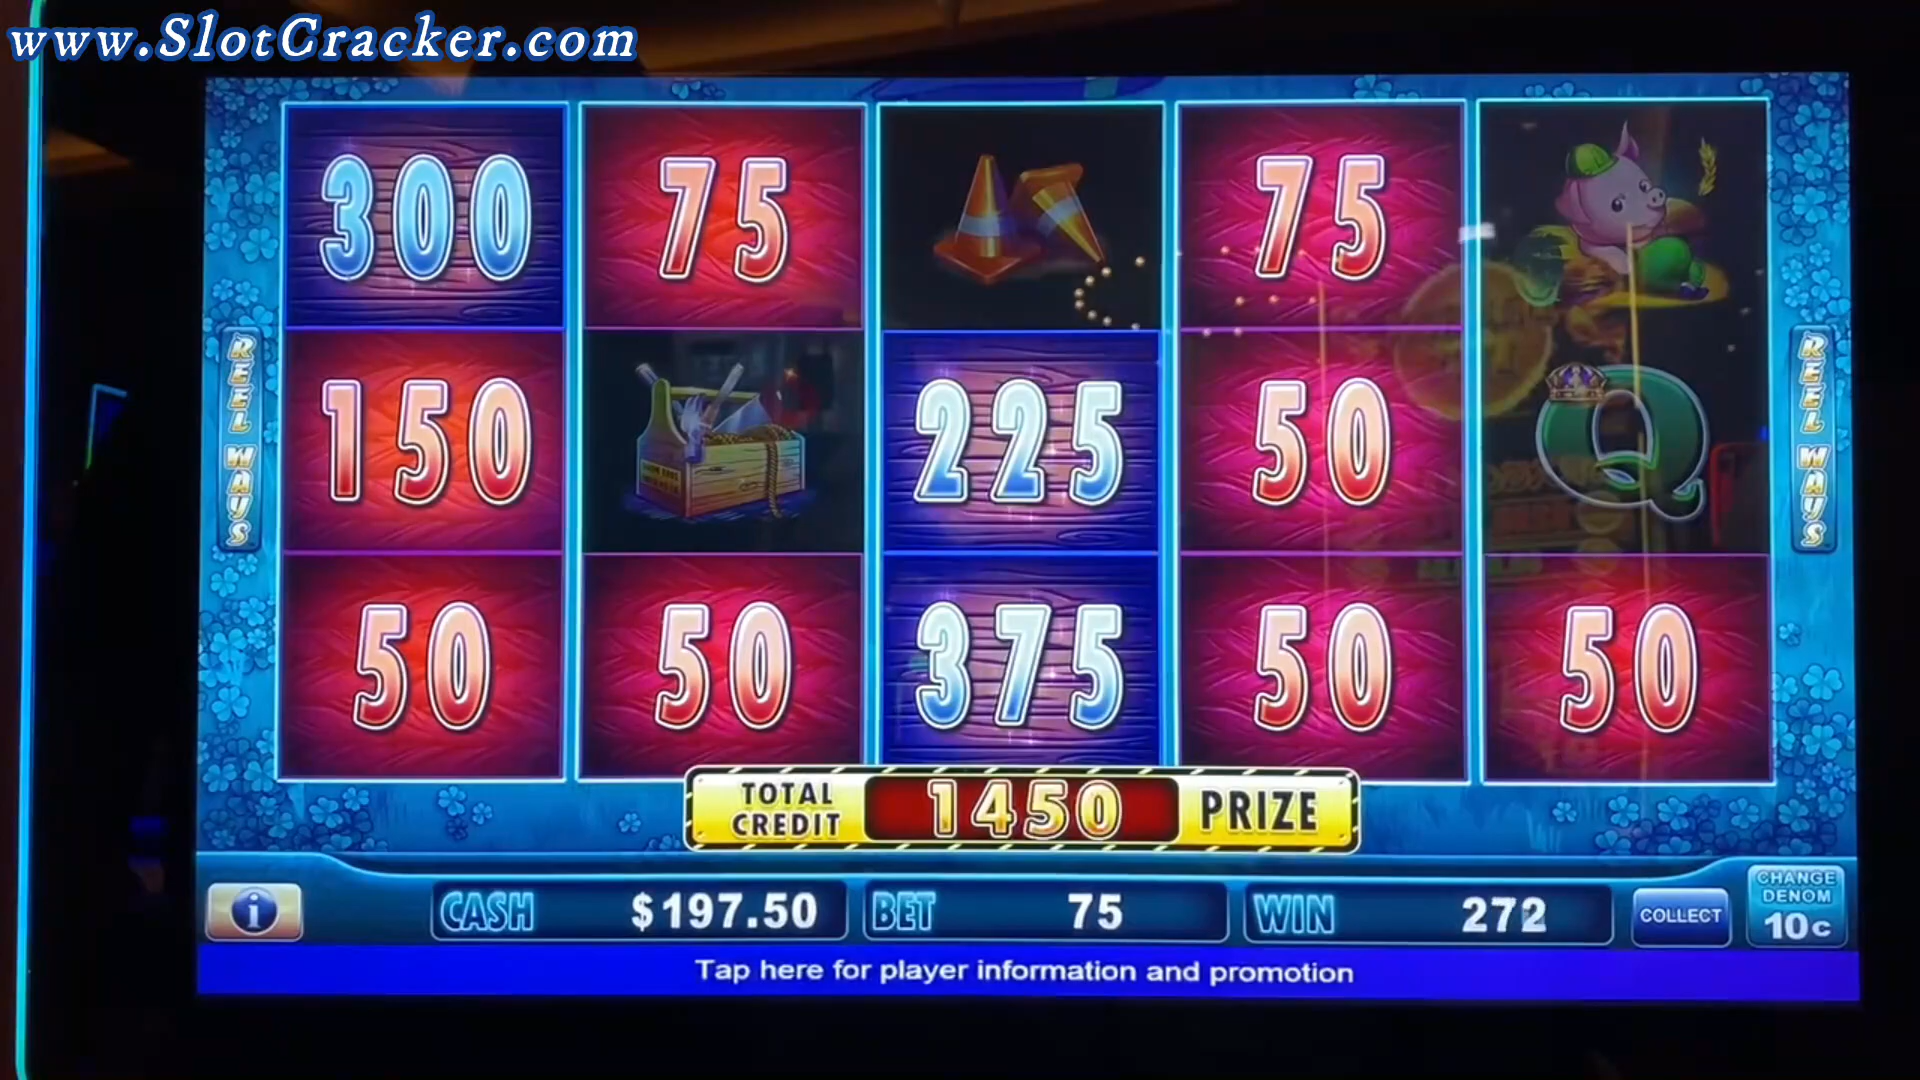 www.SlotCracker.com
300 75 75
REEL WAYS 150 225 50 Q REEL WAYS
50 50 375 50 50
TOTAL CREDIT 1450 PRIZE
CASH $197.50 BET 75 WIN 272 COLLECT CHANGE DENOM 10c
Tap here for player information and promotion